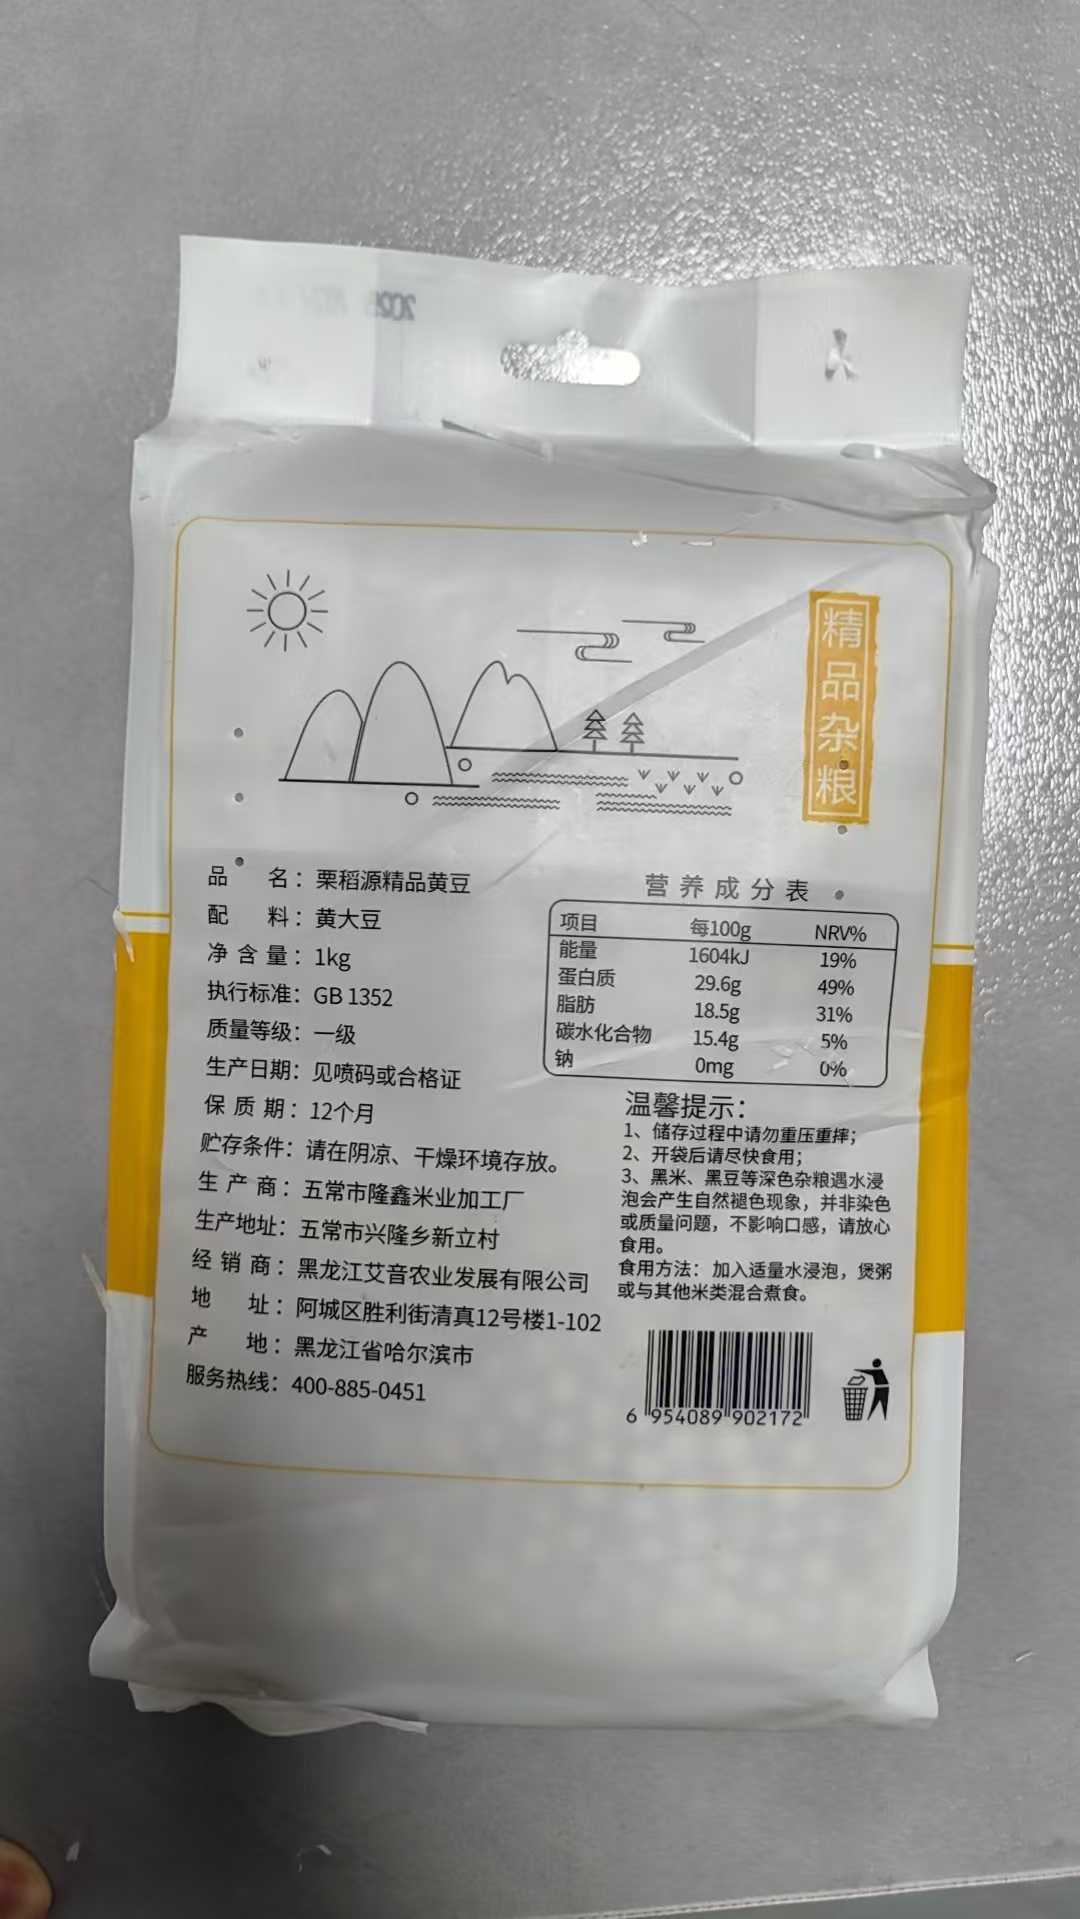 精品杂粮
品名：栗稻源精品黄豆
配料：黄大豆
净含量：1kg
执行标准：GB 1352
质量等级：一级
生产日期：见喷码或合格证
保质期：12个月
贮存条件：请在阴凉、干燥环境存放。
生产商：五常市隆鑫米业加工厂
生产地址：五常市兴隆乡新立村
经销商：黑龙江艾音农业发展有限公司
地址：阿城区胜利街清真12号楼1-102
产地：黑龙江省哈尔滨市
服务热线：400-885-0451
营养成分表
项目 每100g NRV%
能量 1604kJ 19%
蛋白质 29.6g 49%
脂肪 18.5g 31%
碳水化合物 15.4g 5%
钠 0mg 0%
温馨提示：
1、储存过程中请勿重压重摔；
2、开袋后请尽快食用；
3、黑米、黑豆等深色杂粮遇水浸
泡会产生自然褪色现象，并非染色
或质量问题，不影响口感，请放心
食用。
食用方法：加入适量水浸泡，煲粥
或与其他米类混合煮食。
6 954089 902172